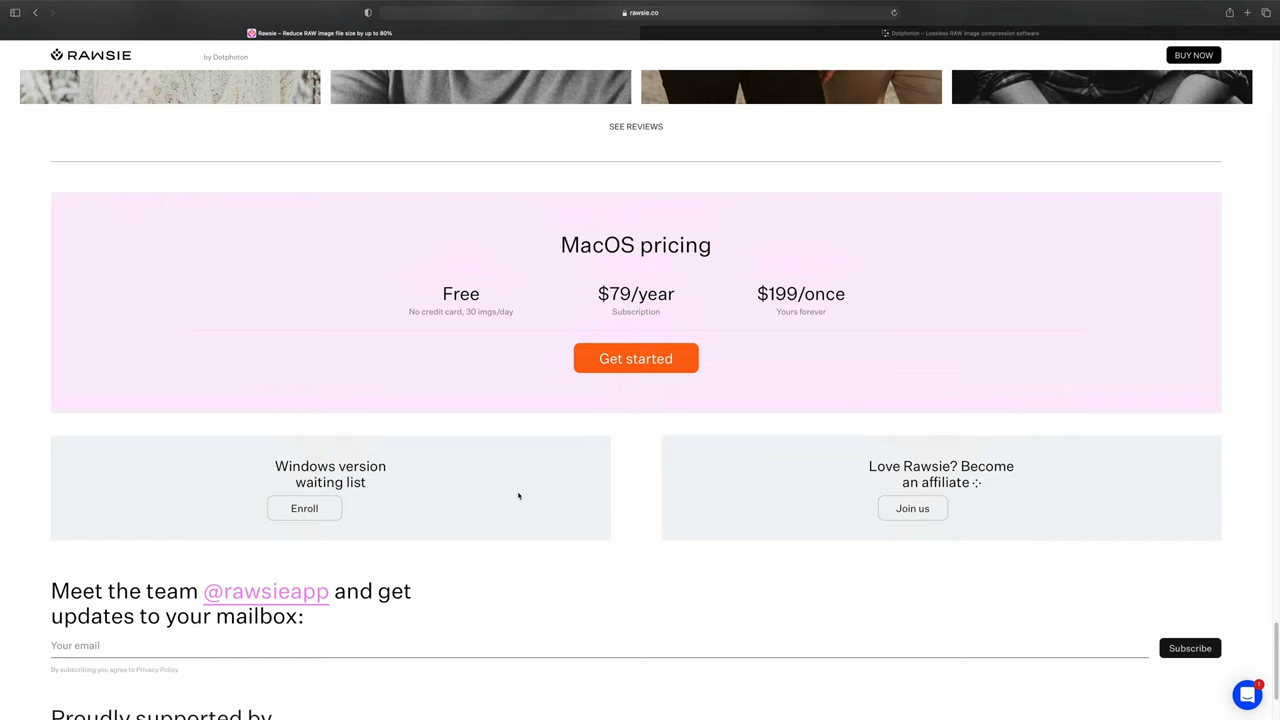 rawsie.co
Rawsie – Reduce RAW image file size by up to 80%
Dotphoton – Lossless RAW image compression software
RAWSIE
by Dotphoton
BUY NOW
SEE REVIEWS
MacOS pricing
Free
No credit card, 30 imgs/day
$79/year
Subscription
$199/once
Yours forever
Get started
Windows version
waiting list
Enroll
Love Rawsie? Become
an affiliate
Join us
Meet the team @rawsieapp and get
updates to your mailbox:
Your email
Subscribe
By subscribing you agree to Privacy Policy
1
Proudly supported by